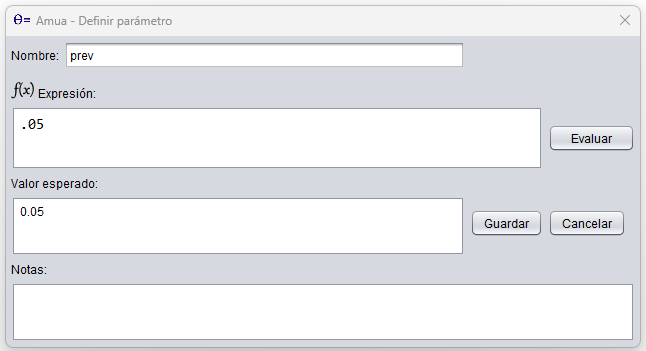 θ= Amua - Definir parámetro
Nombre: prev
f(x) Expresión:
.05
Evaluar
Valor esperado:
0.05
Guardar Cancelar
Notas: